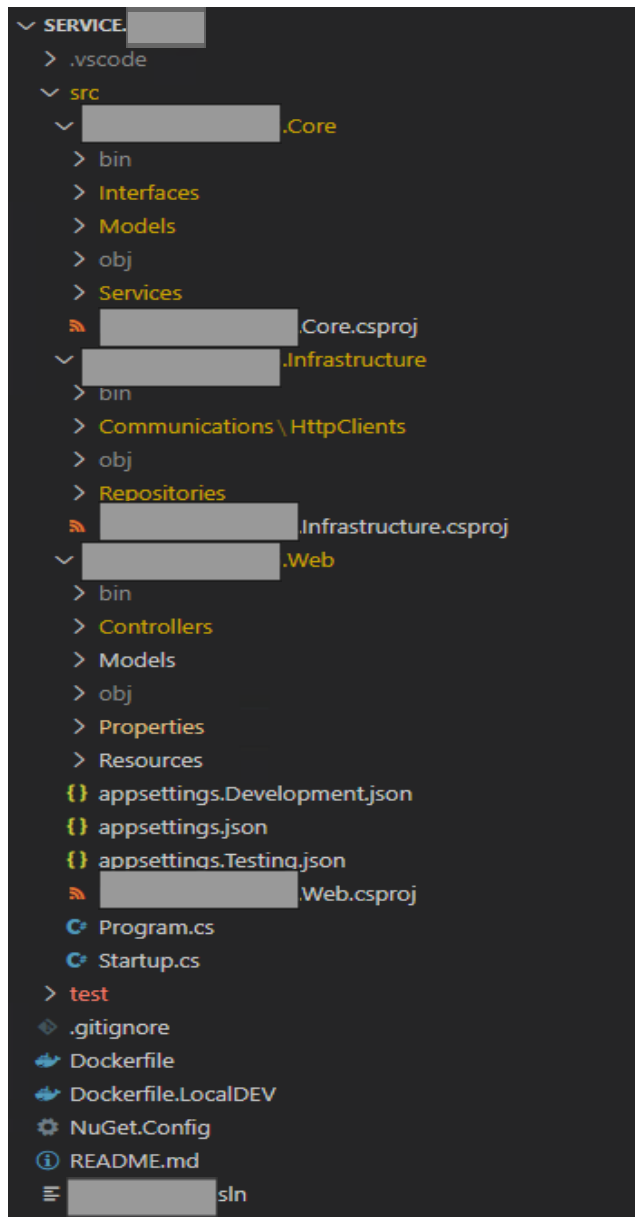 SERVICE.
.vscode
src
.Core
bin
Interfaces
Models
obj
Services
.Core.csproj
.Infrastructure
bin
Communications\HttpClients
obj
Repositories
.Infrastructure.csproj
.Web
bin
Controllers
Models
obj
Properties
Resources
{} appsettings.Development.json
{} appsettings.json
{} appsettings.Testing.json
.Web.csproj
C# Program.cs
C# Startup.cs
test
.gitignore
Dockerfile
Dockerfile.LocalDEV
NuGet.Config
README.md
sln